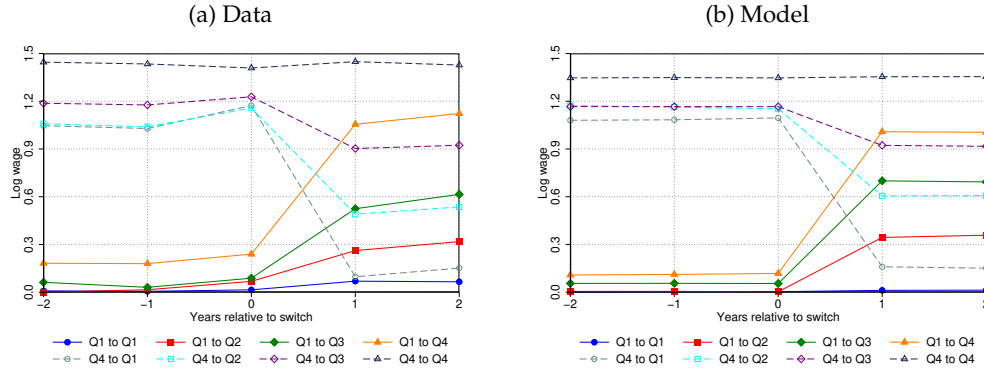 (a) Data
(b) Model
Log wage
1.5
1.2
0.9
0.6
0.3
0.0
-2 -1 0 1 2
Years relative to switch
Q1 to Q1 Q1 to Q2 Q1 to Q3 Q1 to Q4
Q4 to Q1 Q4 to Q2 Q4 to Q3 Q4 to Q4
Log wage
1.5
1.2
0.9
0.6
0.3
0.0
-2 -1 0 1 2
Years relative to switch
Q1 to Q1 Q1 to Q2 Q1 to Q3 Q1 to Q4
Q4 to Q1 Q4 to Q2 Q4 to Q3 Q4 to Q4